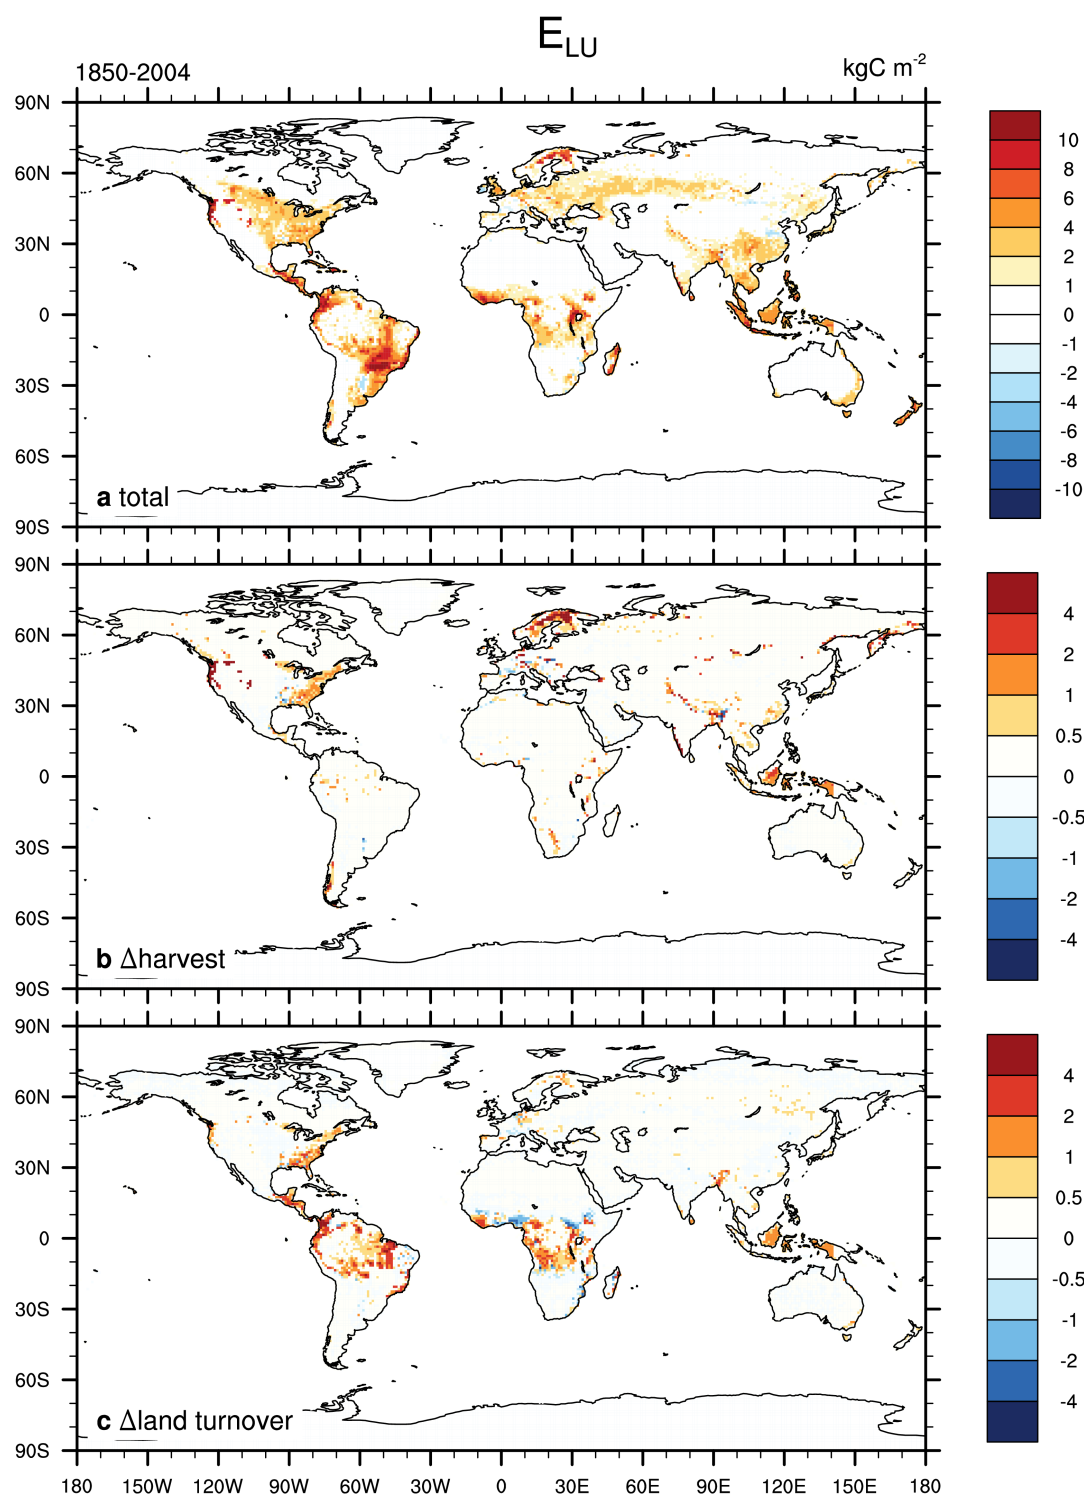 E_LU
1850-2004
kgC m^-2
90N
60N
30N
0
30S
60S
90S
a total
10
8
6
4
2
1
0
-1
-2
-4
-6
-8
-10
90N
60N
30N
0
30S
60S
90S
b Δharvest
4
2
1
0.5
0
-0.5
-1
-2
-4
90N
60N
30N
0
30S
60S
90S
c Δland turnover
4
2
1
0.5
0
-0.5
-1
-2
-4
180 150W 120W 90W 60W 30W 0 30E 60E 90E 120E 150E 180